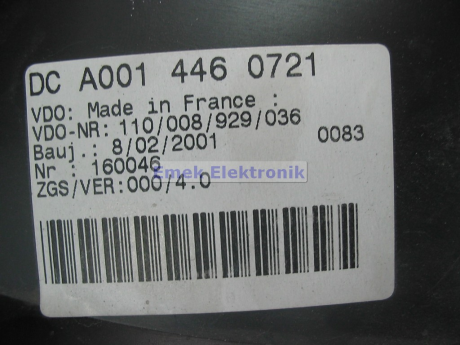 DC A001 446 0721
VDO: Made in France :
VDO-NR: 110/008/929/036
Bauj.: 8/02/2001 0083
Nr : 160046
Emek Elektronik
ZGS/VER:000/4.0